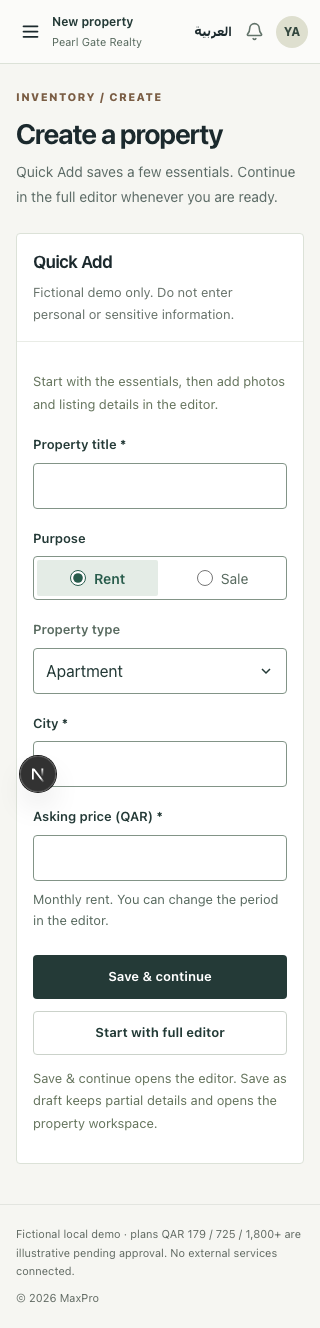 New property
Pearl Gate Realty
العربية
YA
INVENTORY / CREATE
Create a property
Quick Add saves a few essentials. Continue
in the full editor whenever you are ready.
Quick Add
Fictional demo only. Do not enter
personal or sensitive information.
Start with the essentials, then add photos
and listing details in the editor.
Property title *
Purpose
Rent
Sale
Property type
Apartment
City *
N
Asking price (QAR) *
Monthly rent. You can change the period
in the editor.
Save & continue
Start with full editor
Save & continue opens the editor. Save as
draft keeps partial details and opens the
property workspace.
Fictional local demo · plans QAR 179 / 725 / 1,800+ are
illustrative pending approval. No external services
connected.
© 2026 MaxPro